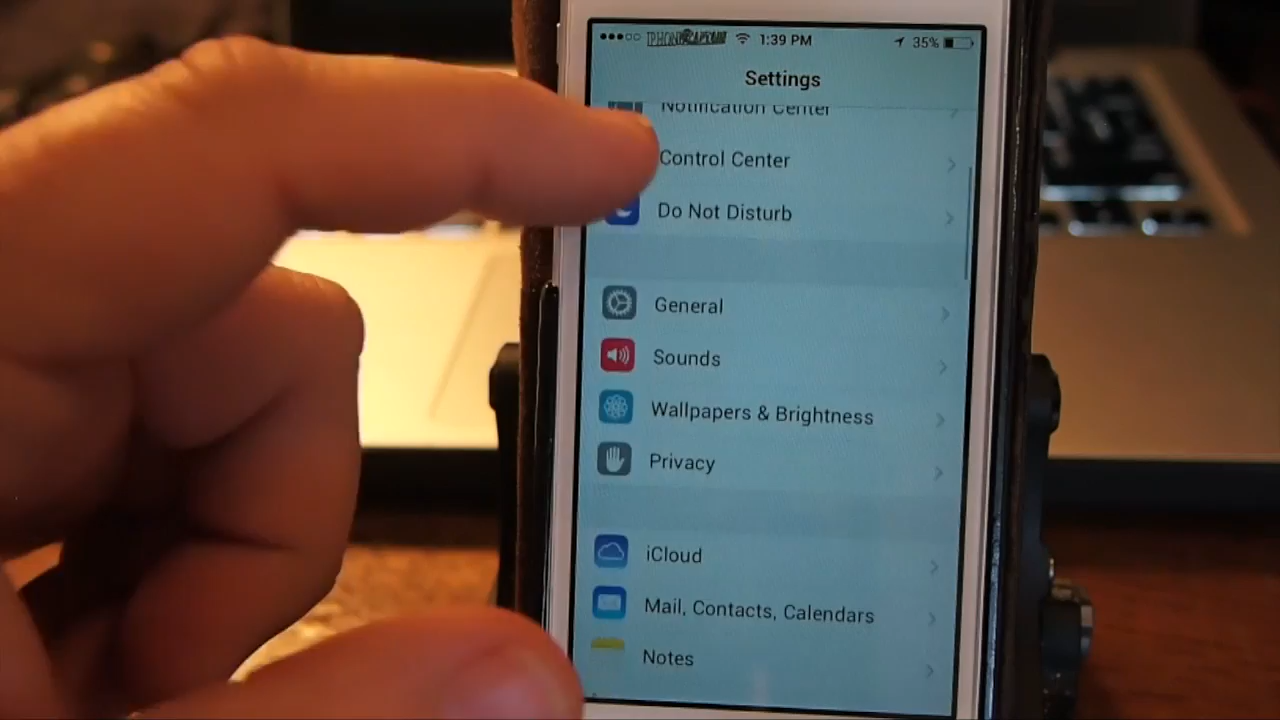 IPHONECAPTAIN 1:39 PM 35%
Settings
Notification Center
Control Center
Do Not Disturb
General
Sounds
Wallpapers & Brightness
Privacy
iCloud
Mail, Contacts, Calendars
Notes